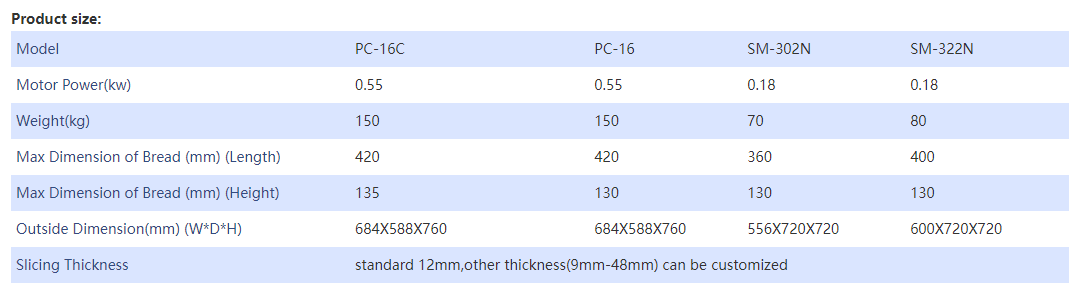 Product size:
Model PC-16C PC-16 SM-302N SM-322N
Motor Power(kw) 0.55 0.55 0.18 0.18
Weight(kg) 150 150 70 80
Max Dimension of Bread (mm) (Length) 420 420 360 400
Max Dimension of Bread (mm) (Height) 135 130 130 130
Outside Dimension(mm) (W*D*H) 684X588X760 684X588X760 556X720X720 600X720X720
Slicing Thickness standard 12mm,other thickness(9mm-48mm) can be customized